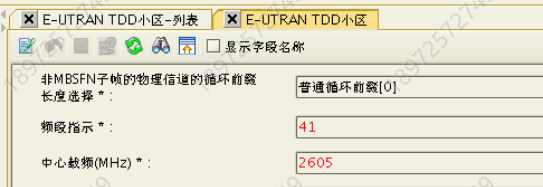 E-UTRAN TDD小区-列表
E-UTRAN TDD小区
显示字段名称
非MBSFN子帧的物理信道的循环前缀
长度选择 * :
普通循环前缀[0]
频段指示 * :
41
中心载频(MHz) * :
2605